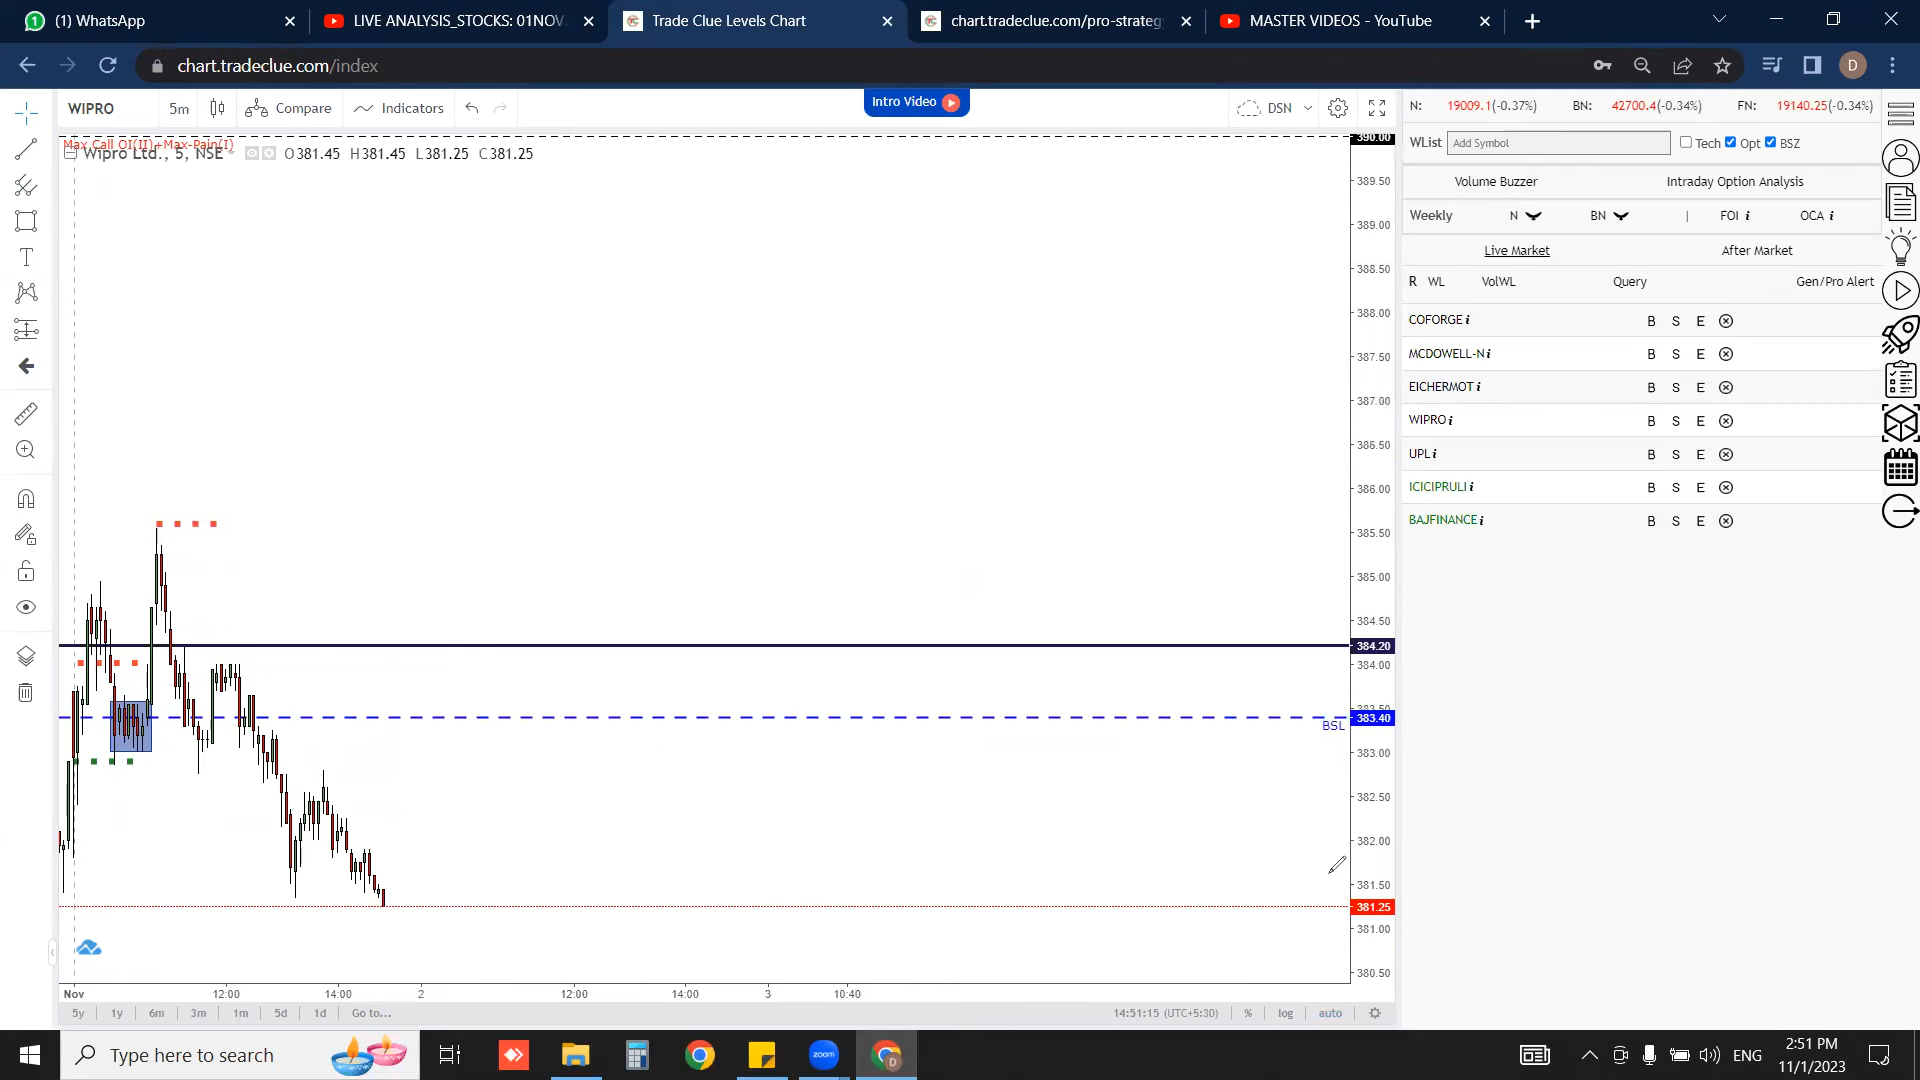 (1) WhatsApp
LIVE ANALYSIS_STOCKS: 01NOV
Trade Clue Levels Chart
chart.tradeclue.com/pro-strategy
MASTER VIDEOS - YouTube
chart.tradeclue.com/index
D
WIPRO 5m Compare Indicators Intro Video DSN
Max Call OI(II)+Max-Pain(I)
Wipro Ltd., 5, NSE O381.45 H381.45 L381.25 C381.25
390.00
389.50
389.00
388.50
388.00
387.50
387.00
386.50
386.00
385.50
385.00
384.50
384.20
384.00
383.50
383.40
BSL
383.00
382.50
382.00
381.50
381.25
381.00
380.50
Nov 12:00 14:00 2 12:00 14:00 3 10:40
5y 1y 6m 3m 1m 5d 1d Go to... 14:51:15 (UTC+5:30) % log auto
N: 19009.1(-0.37%) BN: 42700.4(-0.34%) FN: 19140.25(-0.34%)
WList Add Symbol Tech Opt BSZ
Volume Buzzer Intraday Option Analysis
Weekly N BN | FOI i OCA i
Live Market After Market
R WL VolWL Query Gen/Pro Alert
COFORGE i B S E
MCDOWELL-N i B S E
EICHERMOT i B S E
WIPRO i B S E
UPL i B S E
ICICIPRULI i B S E
BAJFINANCE i B S E
Type here to search
zoom
D
ENG
2:51 PM
11/1/2023